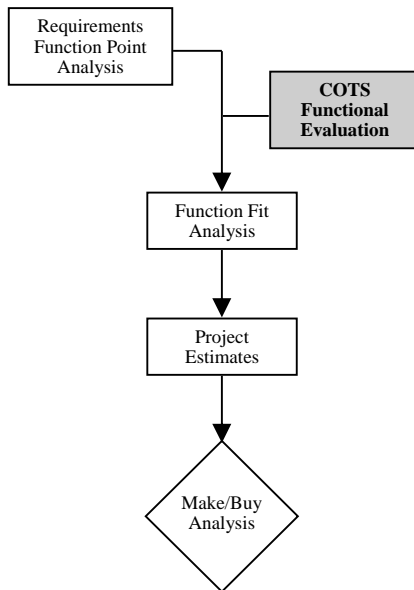 Requirements
Function Point
Analysis
COTS
Functional
Evaluation
Function Fit
Analysis
Project
Estimates
Make/Buy
Analysis